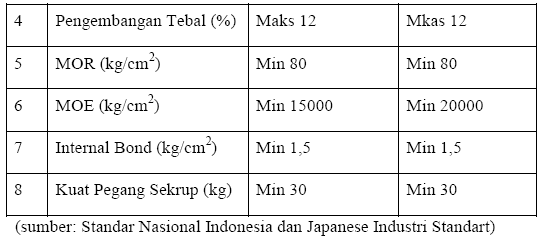 4 Pengembangan Tebal (%) Maks 12 Mkas 12
5 MOR (kg/cm²) Min 80 Min 80
6 MOE (kg/cm²) Min 15000 Min 20000
7 Internal Bond (kg/cm²) Min 1,5 Min 1,5
8 Kuat Pegang Sekrup (kg) Min 30 Min 30
(sumber: Standar Nasional Indonesia dan Japanese Industri Standart)